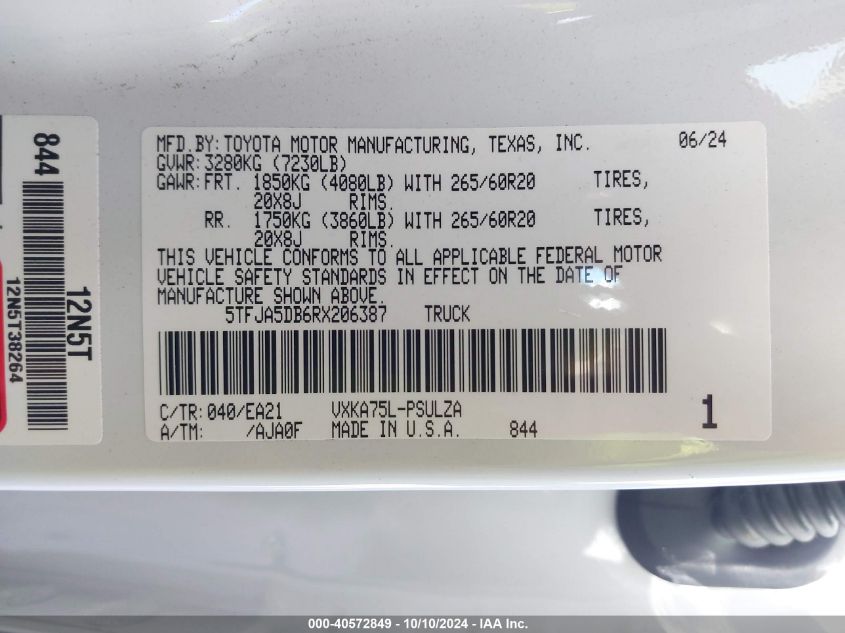 MFD.BY:TOYOTA MOTOR MANUFACTURING, TEXAS, INC. 06/24
GVWR:3280KG (7230LB)
GAWR:FRT. 1850KG (4080LB) WITH 265/60R20 TIRES,
20X8J RIMS.
RR. 1750KG (3860LB) WITH 265/60R20 TIRES,
20X8J RIMS.
THIS VEHICLE CONFORMS TO ALL APPLICABLE FEDERAL MOTOR
VEHICLE SAFETY STANDARDS IN EFFECT ON THE DATE OF
MANUFACTURE SHOWN ABOVE.
5TFJA5DB6RX206387 TRUCK
C/TR:040/EA21 VXKA75L-PSULZA
A/TM: /AJA0F MADE IN U.S.A. 844
1
844
12N5T
12N5T38264
000-40572849 - 10/10/2024 - IAA Inc.